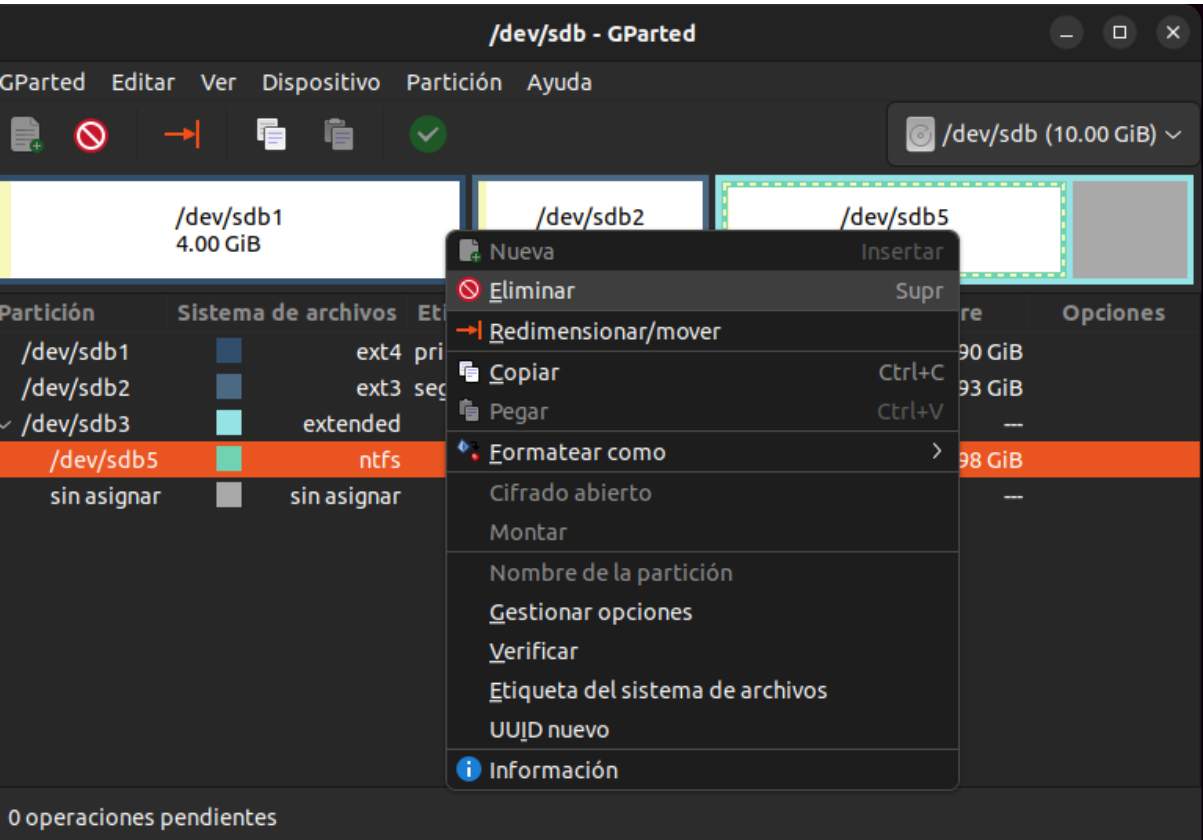 /dev/sdb - GParted
GParted Editar Ver Dispositivo Partición Ayuda
/dev/sdb (10.00 GiB)
/dev/sdb1
4.00 GiB
/dev/sdb2
/dev/sdb5
Partición Sistema de archivos Opciones
/dev/sdb1 ext4 90 GiB
/dev/sdb2 ext3 93 GiB
/dev/sdb3 extended ---
/dev/sdb5 ntfs 98 GiB
sin asignar sin asignar ---
Nueva Insertar
Eliminar Supr
Redimensionar/mover
Copiar Ctrl+C
Pegar Ctrl+V
Formatear como
Cifrado abierto
Montar
Nombre de la partición
Gestionar opciones
Verificar
Etiqueta del sistema de archivos
UUID nuevo
Información
0 operaciones pendientes